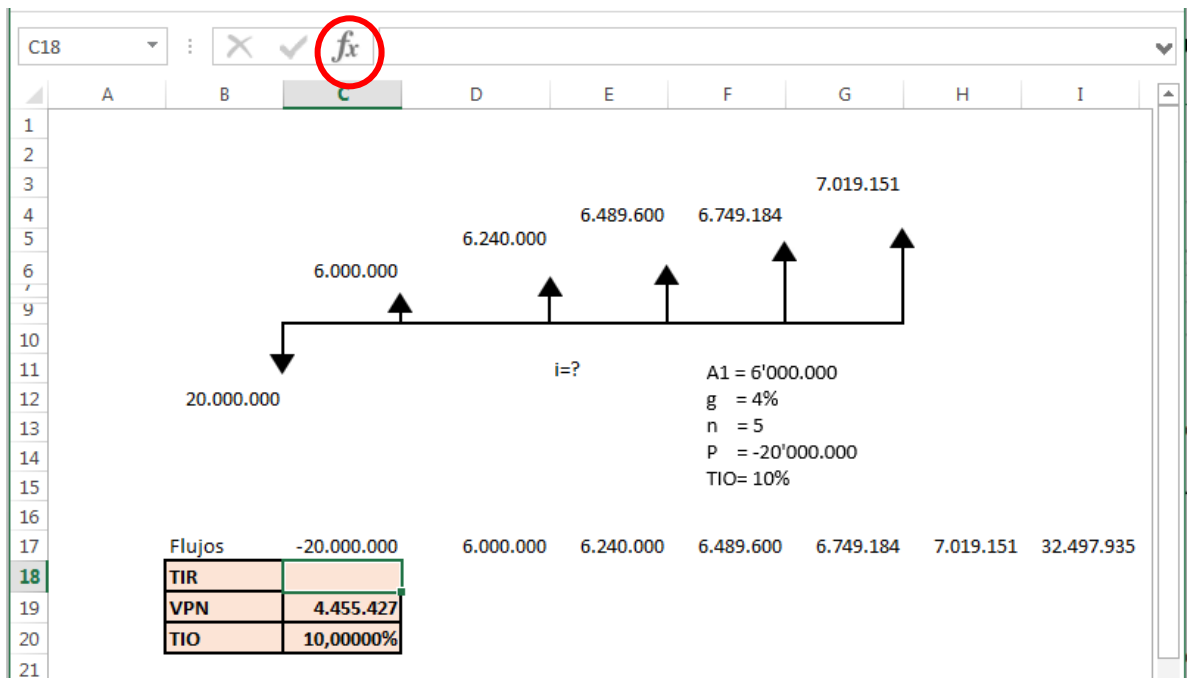 C18 fx
A B C D E F G H I
1
2
3 7.019.151
4 6.489.600 6.749.184
5 6.240.000
6 6.000.000
7
9
10
11 i=? A1 = 6'000.000
12 20.000.000 g = 4%
13 n = 5
14 P = -20'000.000
15 TIO= 10%
16
17 Flujos -20.000.000 6.000.000 6.240.000 6.489.600 6.749.184 7.019.151 32.497.935
18 TIR
19 VPN 4.455.427
20 TIO 10,00000%
21